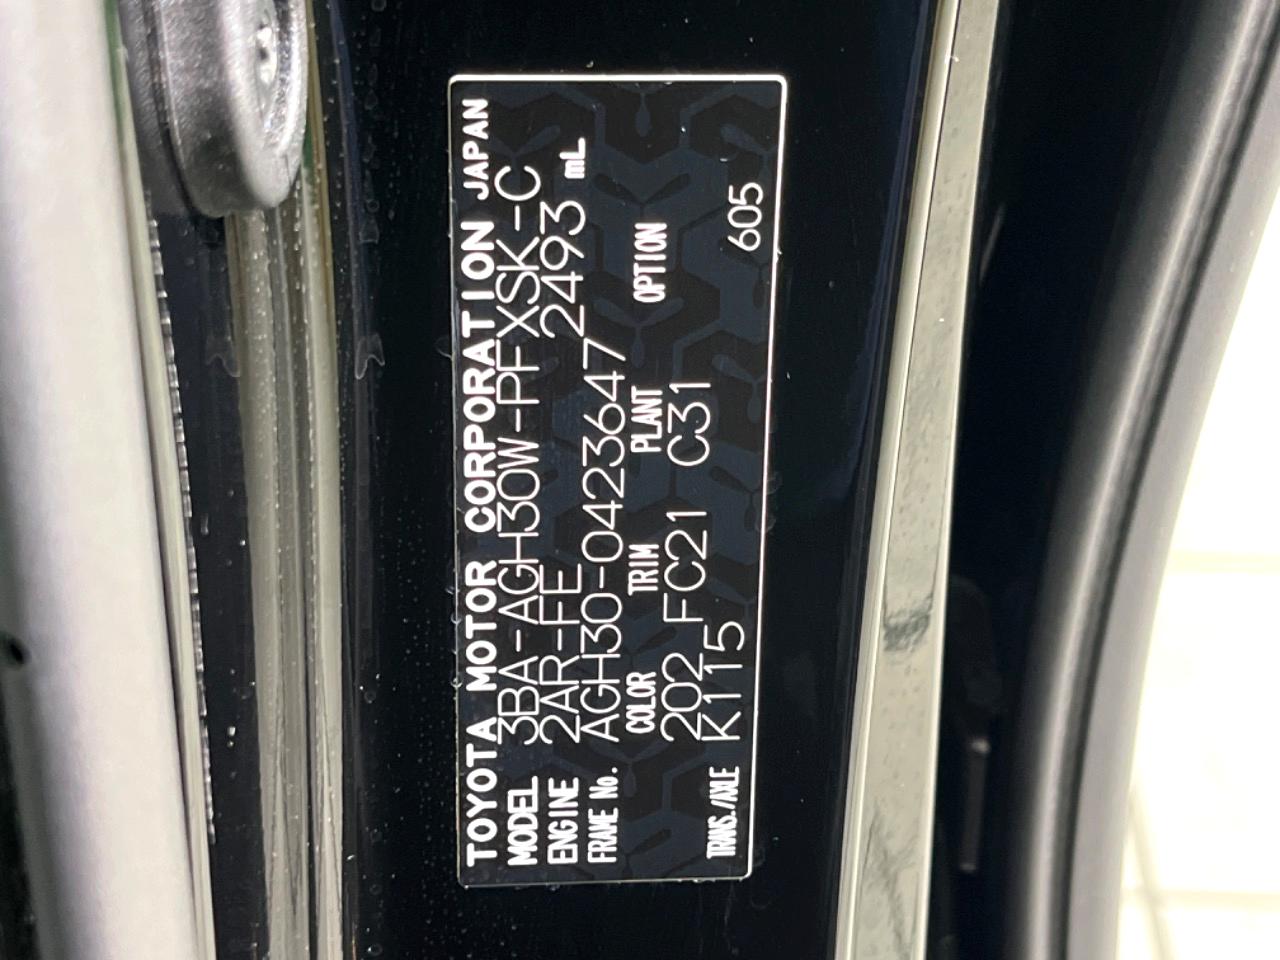 TOYOTA MOTOR CORPORATION JAPAN
MODEL 3BA-AGH30W-PFXSK-C
ENGINE 2AR-FE 2493 mL
FRAME No. AGH30-0423647
COLOR TRIM PLANT OPTION
202 FC21 C31
TRANS./AXLE K115 605